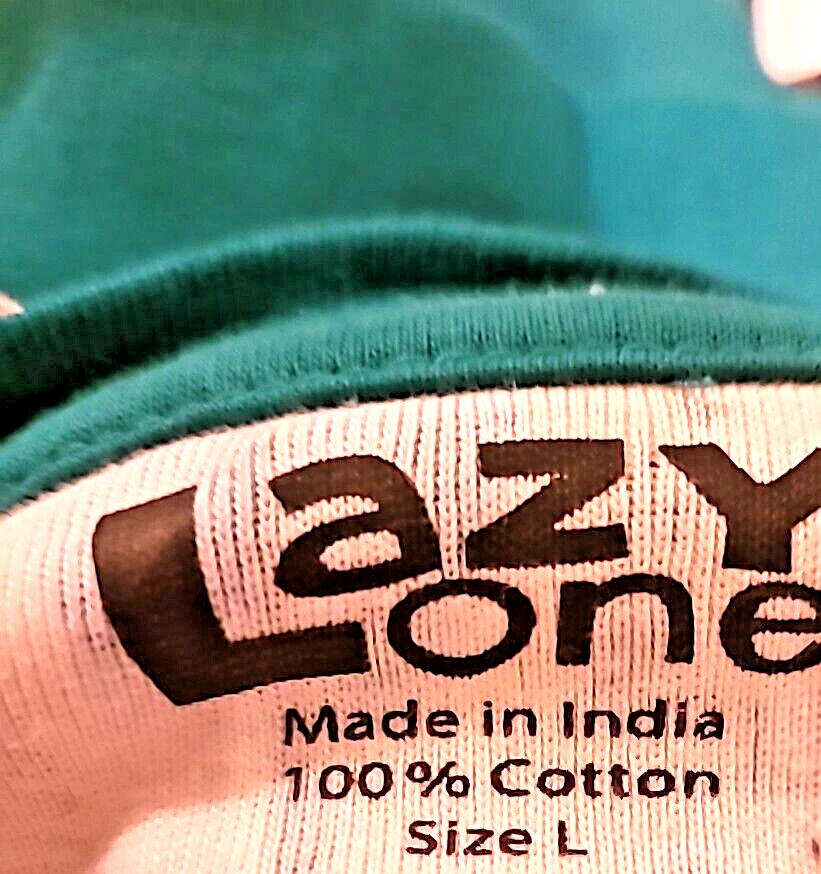 Lazy
one
Made in India
100% Cotton
Size L